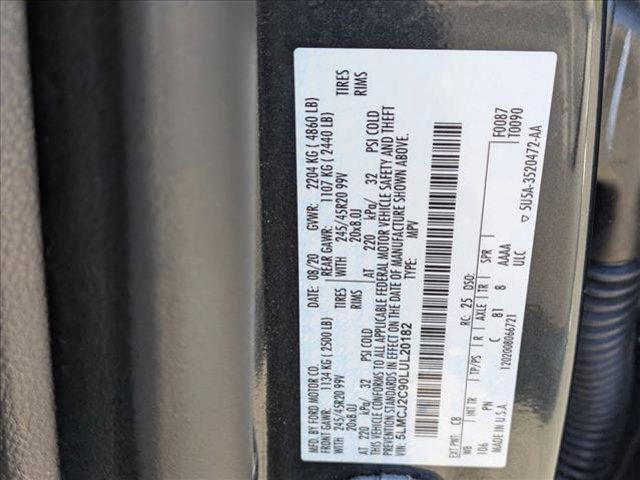 MFD. BY FORD MOTOR CO. DATE: 08/20 GVWR: 2204 KG ( 4860 LB)
FRONT GAWR: 1134 KG ( 2500 LB) REAR GAWR: 1107 KG ( 2440 LB)
245/45R20 99V TIRES WITH 245/45R20 99V TIRES
20x8.0J RIMS 20x8.0J RIMS
AT 220 kPa/ 32 PSI COLD AT 220 kPa/ 32 PSI COLD
THIS VEHICLE CONFORMS TO ALL APPLICABLE FEDERAL MOTOR VEHICLE SAFETY AND THEFT
PREVENTION STANDARDS IN EFFECT ON THE DATE OF MANUFACTURE SHOWN ABOVE.
VIN: 5LMCJ2C90LUL20182 TYPE: MPV
EXT PNT: C8 RC: 25 DSO: F0087
WB INT TR TP/PS R AXLE TR SPR T0090
106 PN C 81 8 AAAA
MADE IN U.S.A. ULC
1202008066721 5U5A-3520472-AA